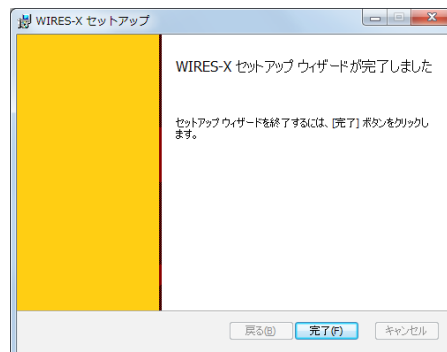 WIRES-X セットアップ
WIRES-X セットアップ ウィザードが完了しました
セットアップ ウィザードを終了するには、[完了] ボタンをクリックし
ます。
戻る(B) 完了(F) キャンセル